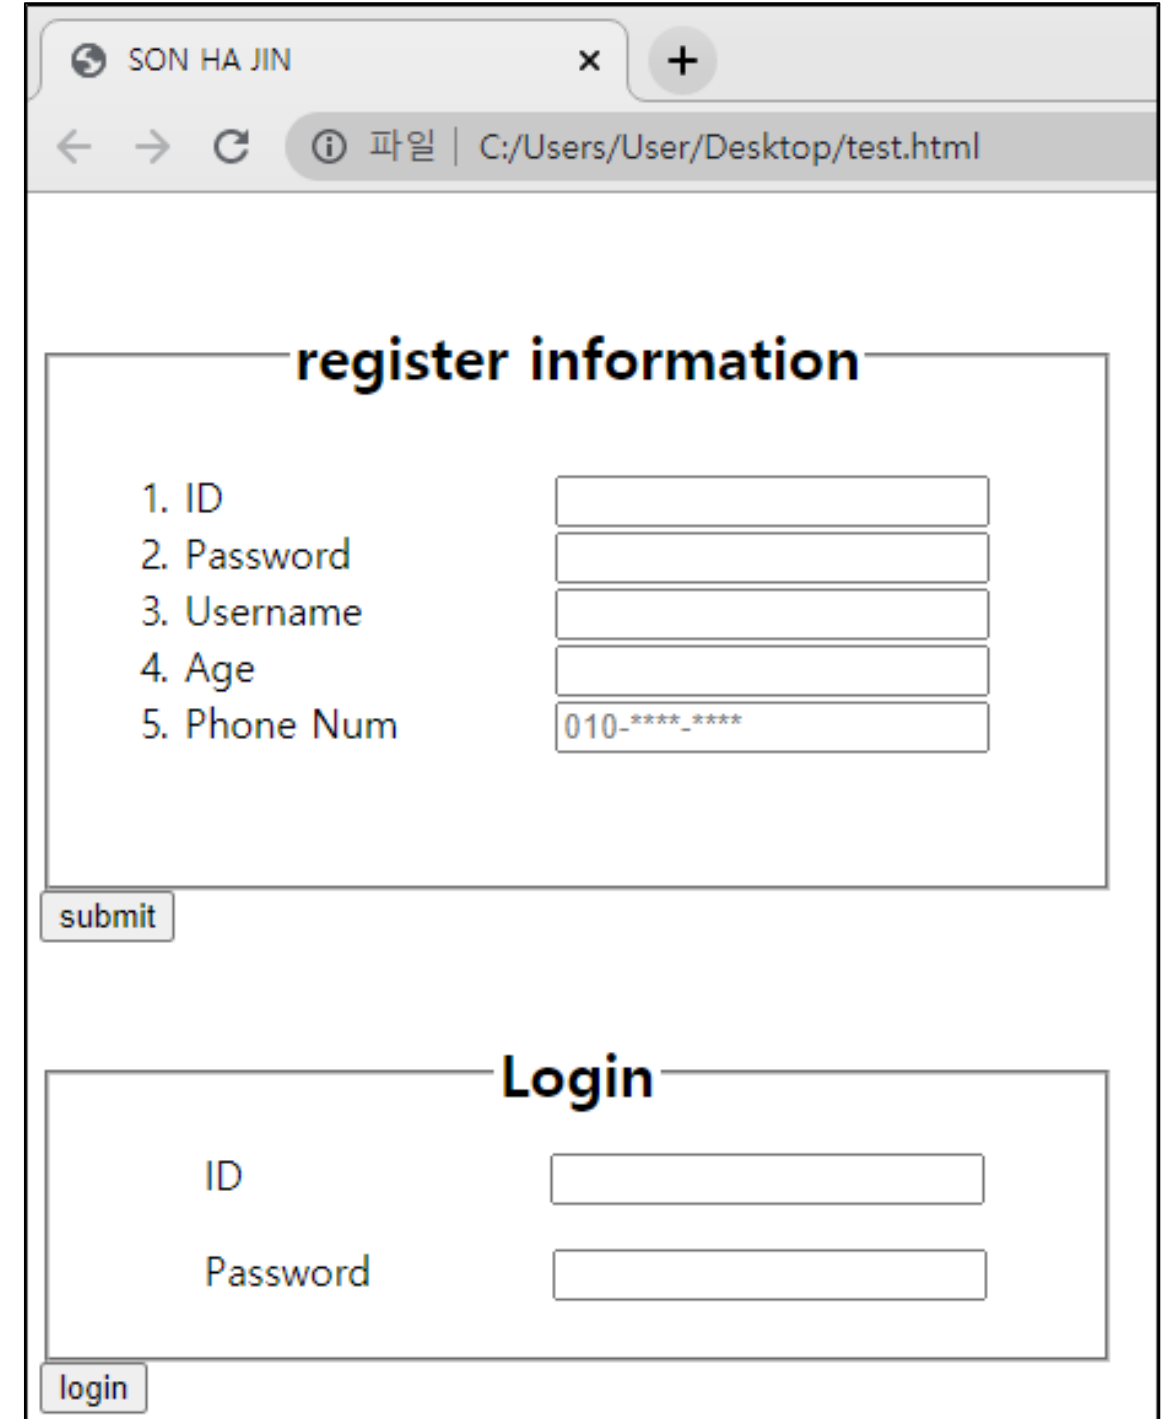 SON HA JIN
파일 C:/Users/User/Desktop/test.html
register information
1. ID
2. Password
3. Username
4. Age
5. Phone Num 010-****-****
submit
Login
ID
Password
login